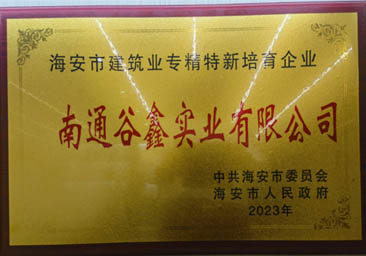 海安市建筑业专精特新培育企业
南通谷鑫实业有限公司
中共海安市委员会
海安市人民政府
2023年